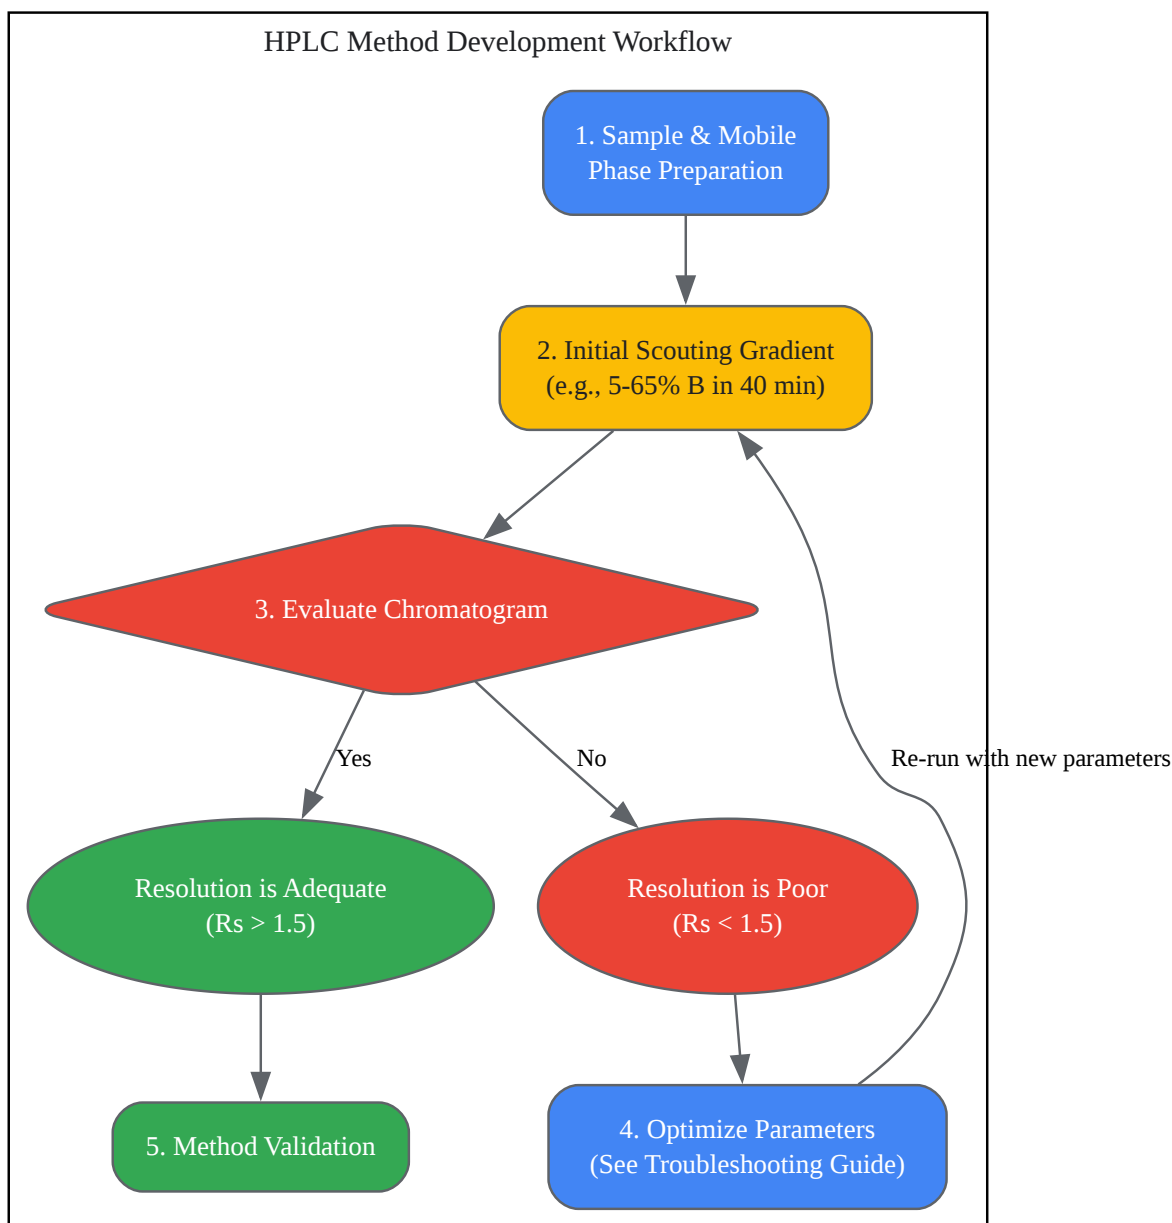 HPLC Method Development Workflow
1. Sample & Mobile
Phase Preparation
2. Initial Scouting Gradient
(e.g., 5-65% B in 40 min)
3. Evaluate Chromatogram
Yes
No
Re-run with new parameters
Resolution is Adequate
(Rs > 1.5)
Resolution is Poor
(Rs < 1.5)
4. Optimize Parameters
(See Troubleshooting Guide)
5. Method Validation